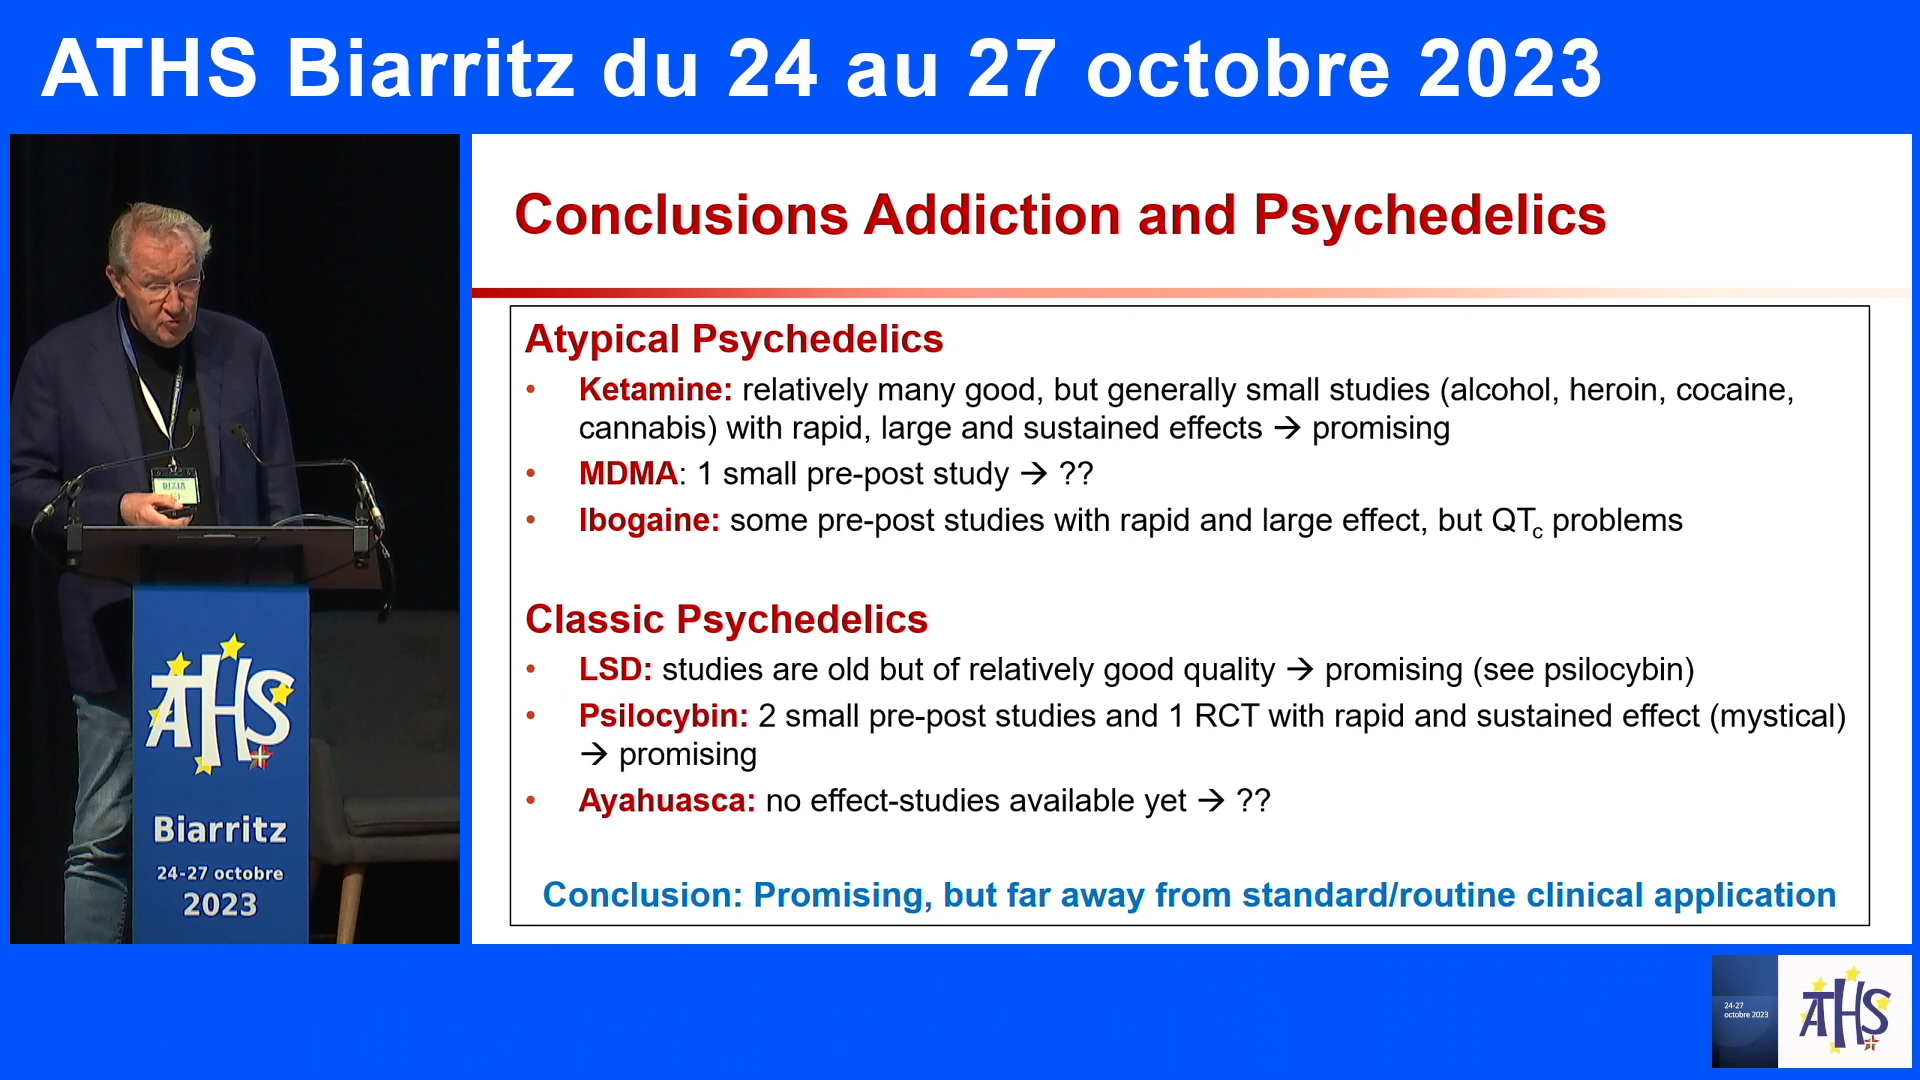 ATHS Biarritz du 24 au 27 octobre 2023
Conclusions Addiction and Psychedelics
Atypical Psychedelics
• Ketamine: relatively many good, but generally small studies (alcohol, heroin, cocaine,
cannabis) with rapid, large and sustained effects → promising
• MDMA: 1 small pre-post study → ??
• Ibogaine: some pre-post studies with rapid and large effect, but QTc problems
Classic Psychedelics
• LSD: studies are old but of relatively good quality → promising (see psilocybin)
• Psilocybin: 2 small pre-post studies and 1 RCT with rapid and sustained effect (mystical)
→ promising
• Ayahuasca: no effect-studies available yet → ??
Conclusion: Promising, but far away from standard/routine clinical application
ATHS
Biarritz
24-27 octobre
2023
24-27
octobre 2023
ATHS